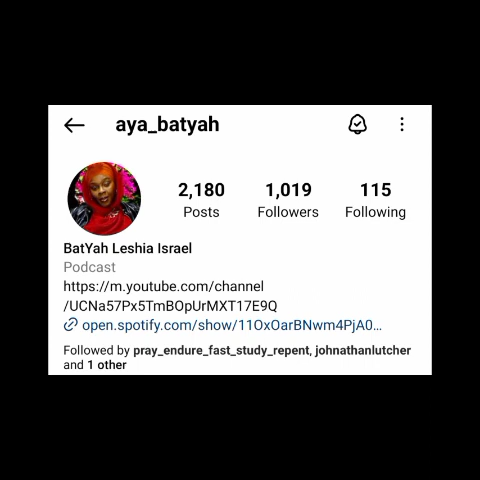 aya_batyah
2,180 1,019 115
Posts Followers Following
BatYah Leshia Israel
Podcast
https://m.youtube.com/channel
/UCNa57Px5TmBOpUrMXT17E9Q
open.spotify.com/show/11OxOarBNwm4PjA0...
Followed by pray_endure_fast_study_repent, johnathanlutcher
and 1 other